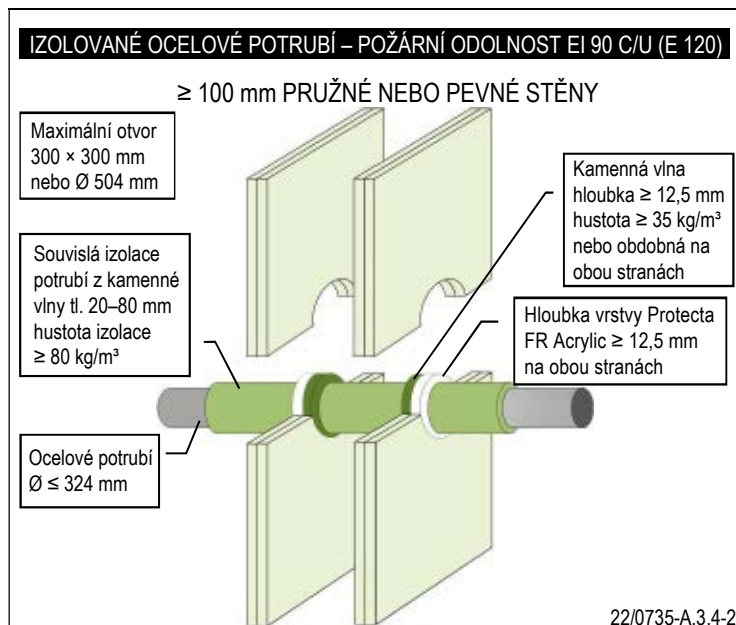 IZOLOVANÉ OCELOVÉ POTRUBÍ – POŽÁRNÍ ODOLNOST EI 90 C/U (E 120)
≥ 100 mm PRUŽNÉ NEBO PEVNÉ STĚNY
Maximální otvor
300 × 300 mm
nebo Ø 504 mm
Kamenná vlna
hloubka ≥ 12,5 mm
hustota ≥ 35 kg/m³
nebo obdobná na
obou stranách
Souvislá izolace
potrubí z kamenné
vlny tl. 20–80 mm
hustota izolace
≥ 80 kg/m³
Hloubka vrstvy Protecta
FR Acrylic ≥ 12,5 mm
na obou stranách
Ocelové potrubí
Ø ≤ 324 mm
22/0735-A.3.4-2